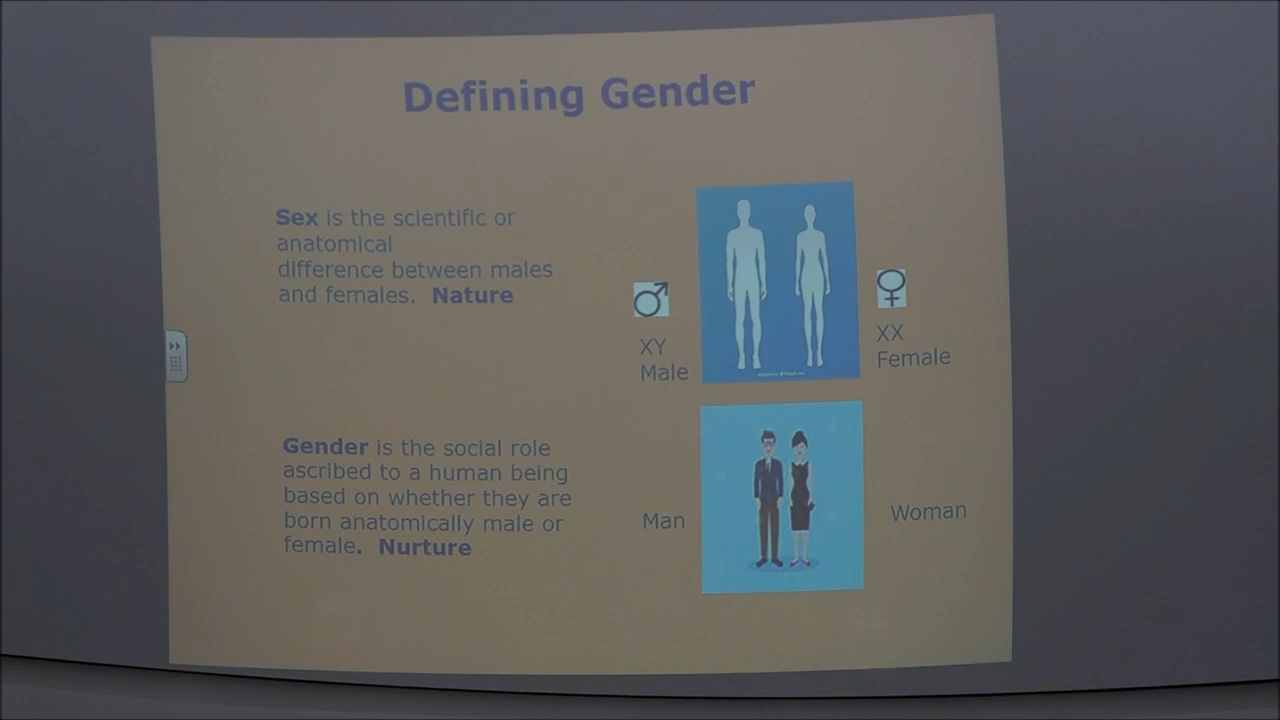 Defining Gender
Sex is the scientific or
anatomical
difference between males
and females. Nature
XY
Male
XX
Female
Gender is the social role
ascribed to a human being
based on whether they are
born anatomically male or
female. Nurture
Man
Woman